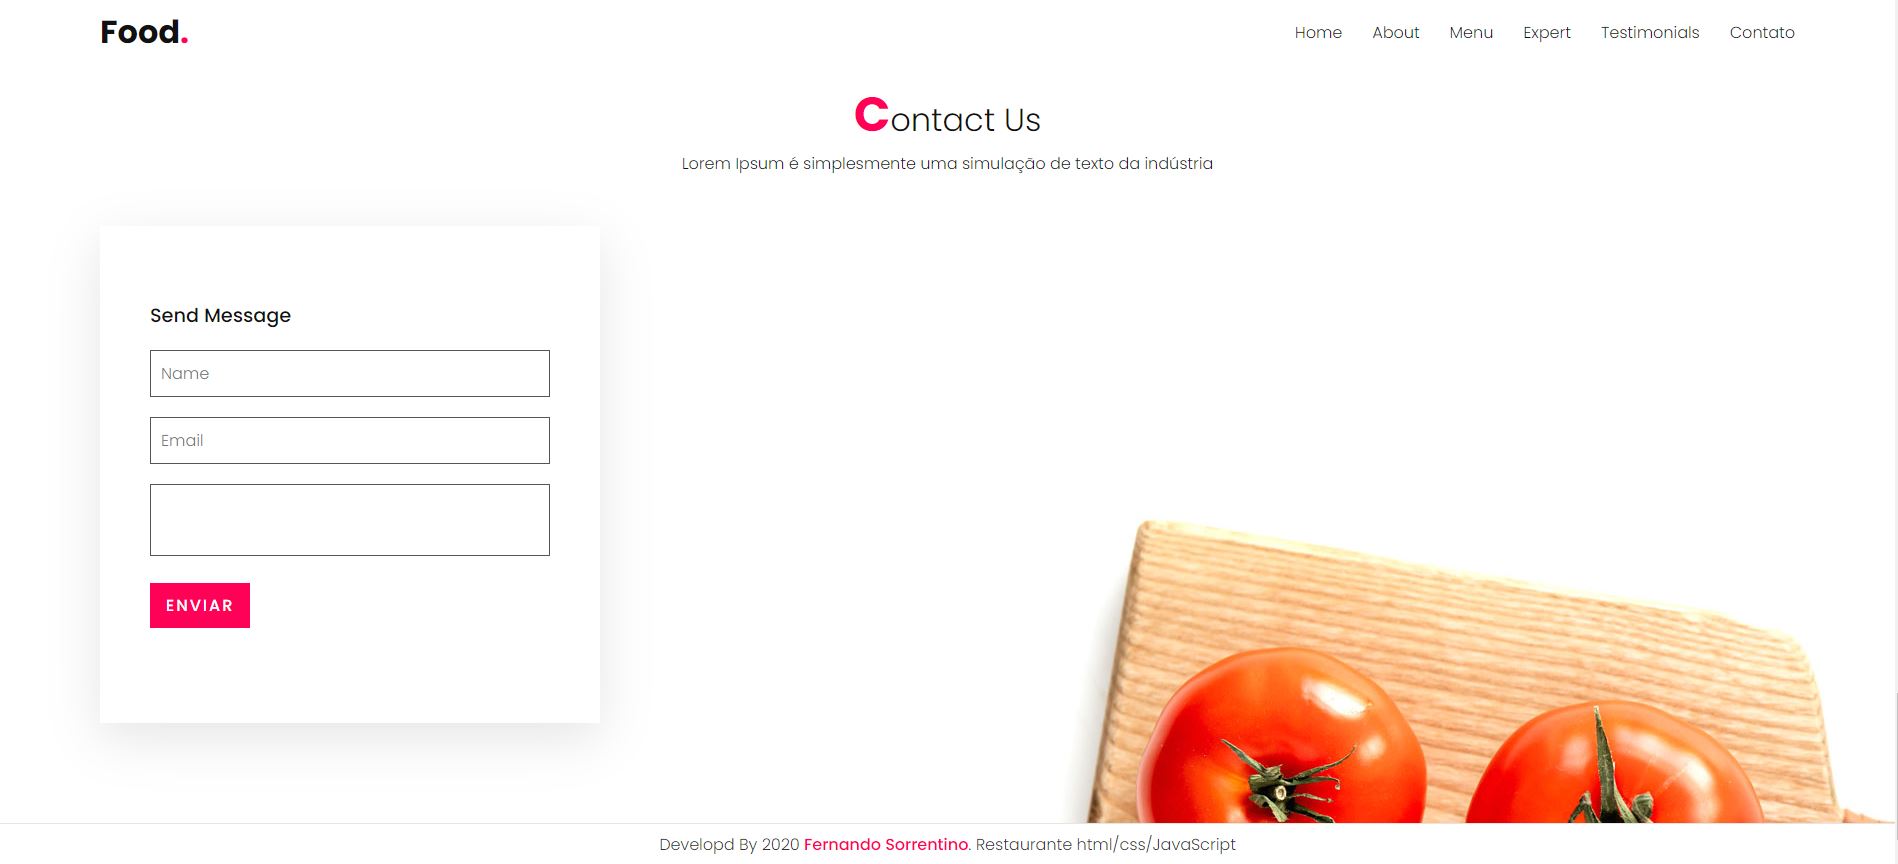 Food.
Home About Menu Expert Testimonials Contato
Contact Us
Lorem Ipsum é simplesmente uma simulação de texto da indústria
Send Message
Name
Email
ENVIAR
Developd By 2020 Fernando Sorrentino. Restaurante html/css/JavaScript